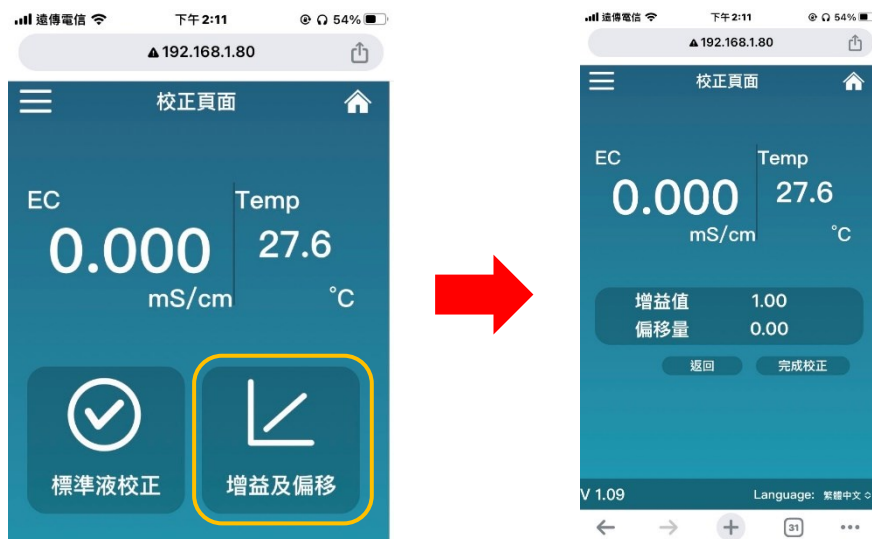 遠傳電信 下午 2:11 54%
192.168.1.80
校正頁面
EC Temp
0.000 27.6
mS/cm °C
標準液校正 增益及偏移
遠傳電信 下午 2:11 54%
192.168.1.80
校正頁面
EC Temp
0.000 27.6
mS/cm °C
增益值 1.00
偏移量 0.00
返回 完成校正
V 1.09 Language: 繁體中文
31